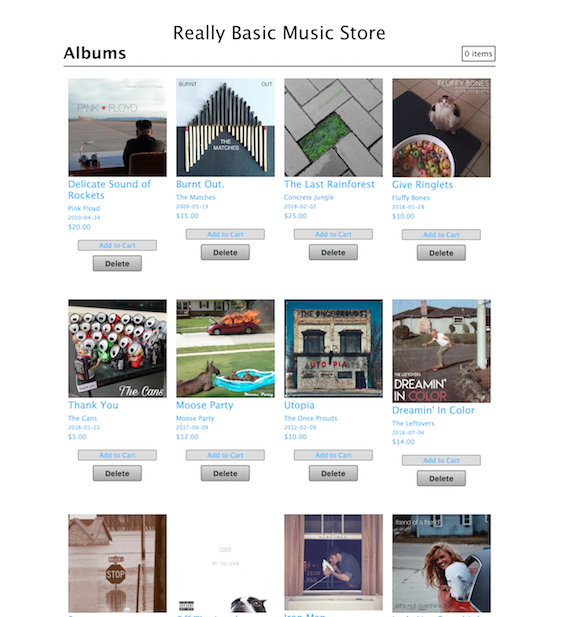 Really Basic Music Store
Albums
0 items
P!NK FLOYD
BURNT OUT.
THE
MATCHES
FLUFFY BONES
Delicate Sound of
Rockets
Pink Floyd
2020-04-24
$20.00
Add to Cart
Delete
Burnt Out.
The Matches
2009-05-19
$15.00
Add to Cart
Delete
The Last Rainforest
Concrete Jungle
2018-02-02
$25.00
Add to Cart
Delete
Give Ringlets
Fluffy Bones
2018-01-28
$10.00
Add to Cart
Delete
The Cans
Moose Party
THE ONCE PROUDS
UTOPIA
THE LEFTOVERS
DREAMIN'
IN COLOR
Thank You
The Cans
2018-01-22
$5.00
Add to Cart
Delete
Moose Party
Moose Party
2017-09-09
$12.00
Add to Cart
Delete
Utopia
The Once Prouds
2012-02-09
$10.00
Add to Cart
Delete
Dreamin' In Color
The Leftovers
2016-07-04
$14.00
Add to Cart
Delete
STOP
CODY
friend of a friend